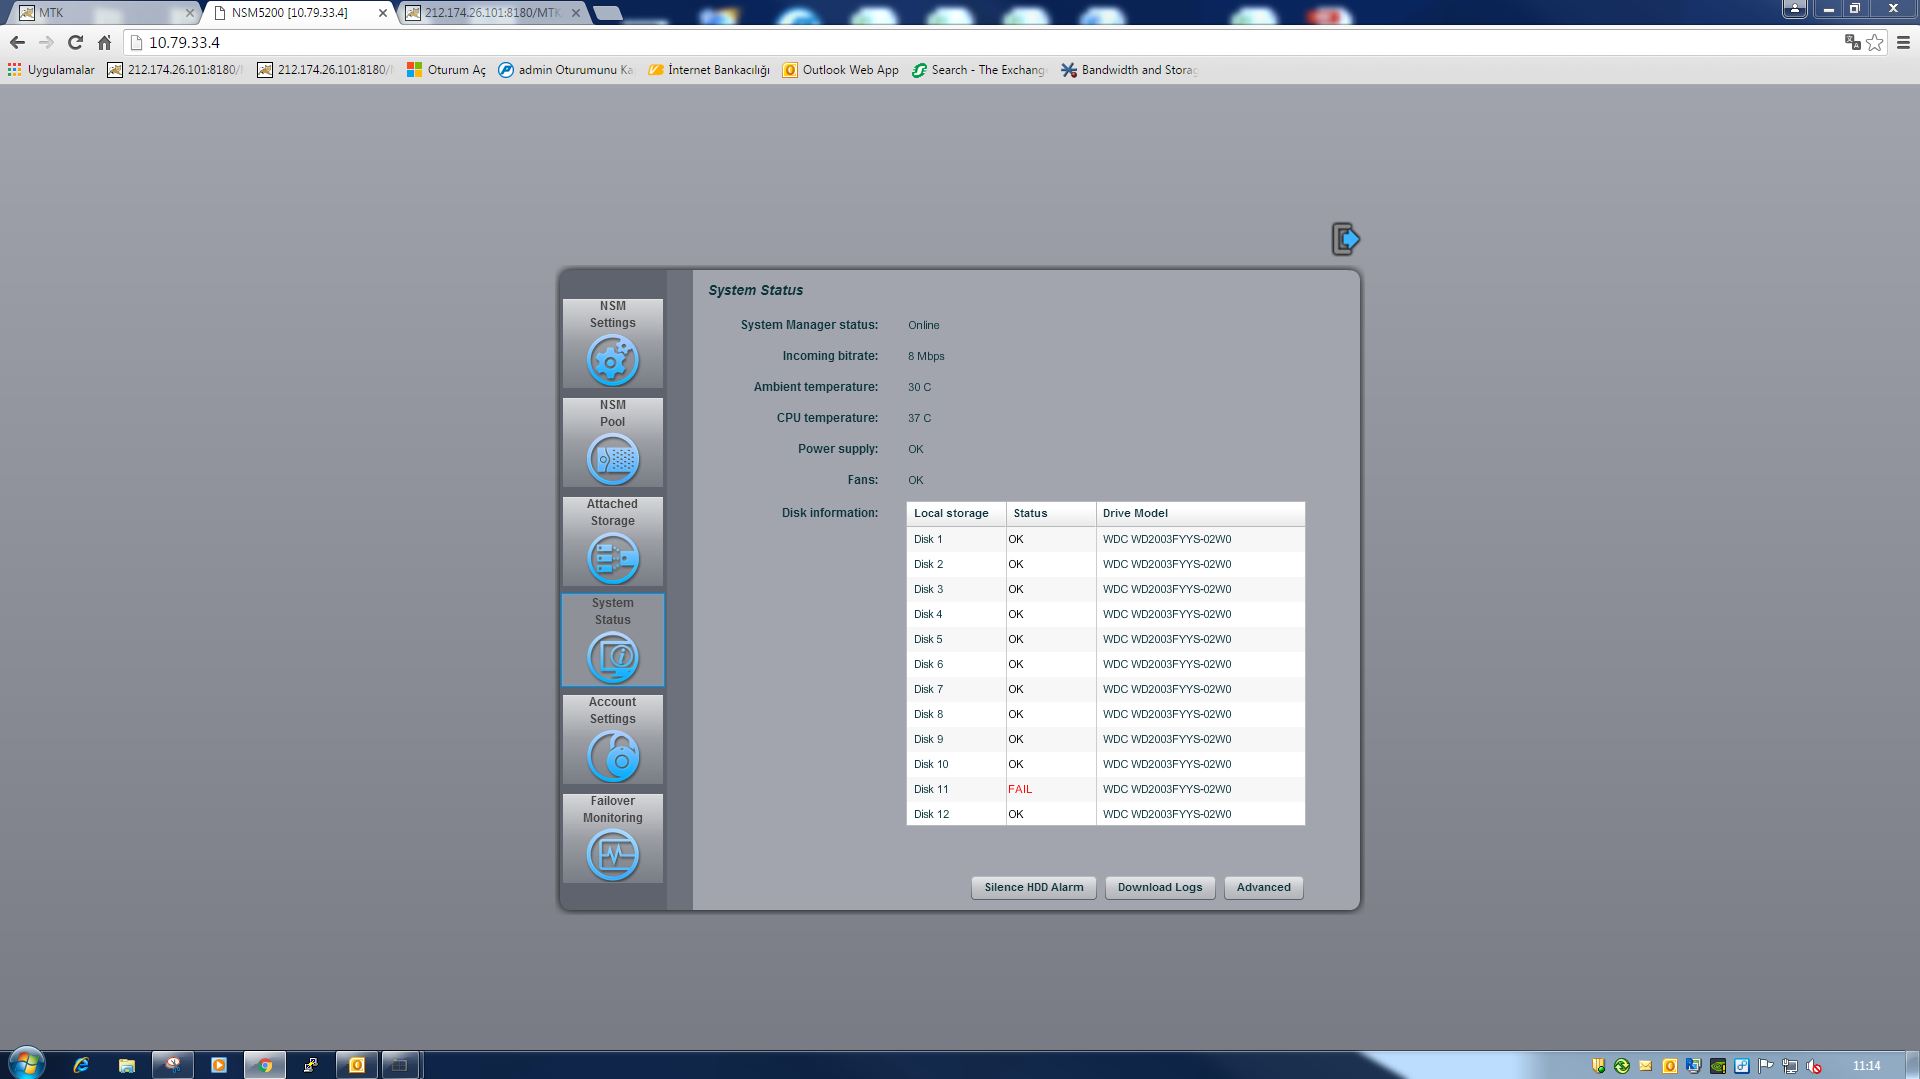 MTK
NSM5200 [10.79.33.4]
212.174.26.101:8180/MTK
10.79.33.4
Uygulamalar
212.174.26.101:8180/
212.174.26.101:8180/
Oturum Aç
admin Oturumunu Ka
İnternet Bankacılığı
Outlook Web App
Search - The Exchang
Bandwidth and Storag
NSM
Settings
NSM
Pool
Attached
Storage
System
Status
Account
Settings
Failover
Monitoring
System Status
System Manager status: Online
Incoming bitrate: 8 Mbps
Ambient temperature: 30 C
CPU temperature: 37 C
Power supply: OK
Fans: OK
Disk information:
Local storage Status Drive Model
Disk 1 OK WDC WD2003FYYS-02W0
Disk 2 OK WDC WD2003FYYS-02W0
Disk 3 OK WDC WD2003FYYS-02W0
Disk 4 OK WDC WD2003FYYS-02W0
Disk 5 OK WDC WD2003FYYS-02W0
Disk 6 OK WDC WD2003FYYS-02W0
Disk 7 OK WDC WD2003FYYS-02W0
Disk 8 OK WDC WD2003FYYS-02W0
Disk 9 OK WDC WD2003FYYS-02W0
Disk 10 OK WDC WD2003FYYS-02W0
Disk 11 FAIL WDC WD2003FYYS-02W0
Disk 12 OK WDC WD2003FYYS-02W0
Silence HDD Alarm Download Logs Advanced
11:14